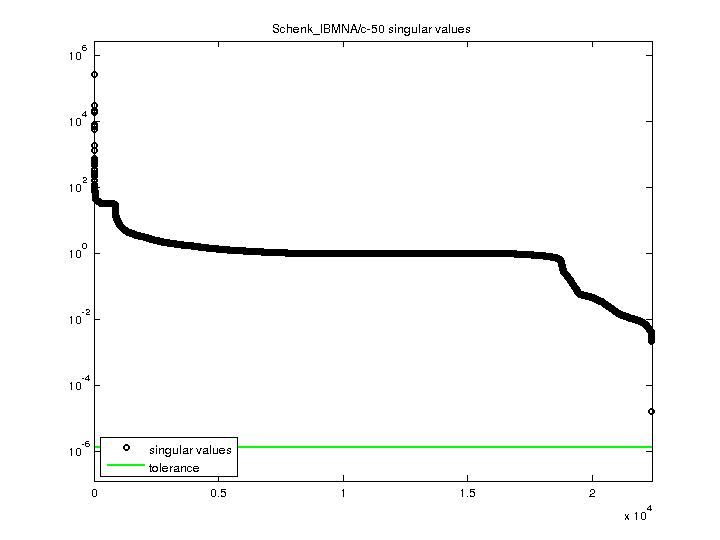 Schenk_IBMNA/c-50 singular values
10^6
10^4
10^2
10^0
10^-2
10^-4
10^-6
singular values
tolerance
0 0.5 1 1.5 2
x 10^4